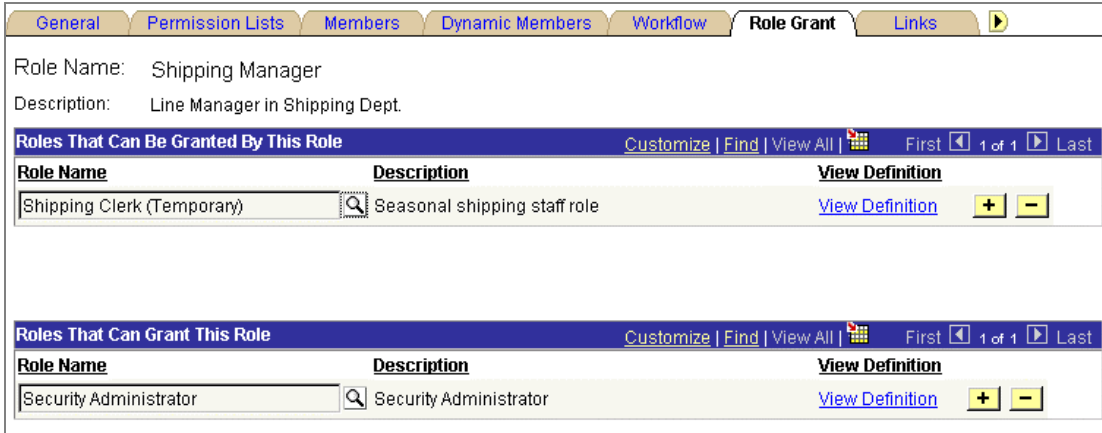 General Permission Lists Members Dynamic Members Workflow Role Grant Links
Role Name: Shipping Manager
Description: Line Manager in Shipping Dept.
Roles That Can Be Granted By This Role Customize | Find | View All | First 1 of 1 Last
Role Name Description View Definition
Shipping Clerk (Temporary) Seasonal shipping staff role View Definition + -
Roles That Can Grant This Role Customize | Find | View All | First 1 of 1 Last
Role Name Description View Definition
Security Administrator Security Administrator View Definition + -